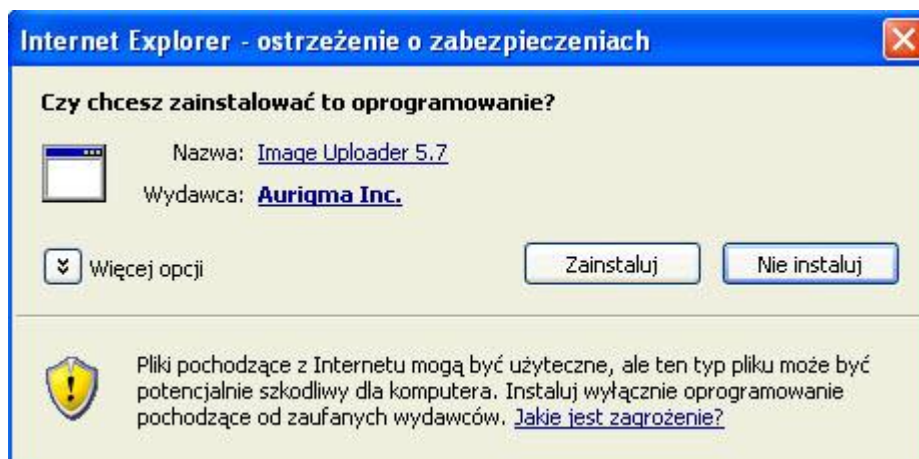 Internet Explorer - ostrzeżenie o zabezpieczeniach
Czy chcesz zainstalować to oprogramowanie?
Nazwa: Image Uploader 5.7
Wydawca: Aurigma Inc.
Więcej opcji
Zainstaluj
Nie instaluj
Pliki pochodzące z Internetu mogą być użyteczne, ale ten typ pliku może być
potencjalnie szkodliwy dla komputera. Instaluj wyłącznie oprogramowanie
pochodzące od zaufanych wydawców. Jakie jest zagrożenie?